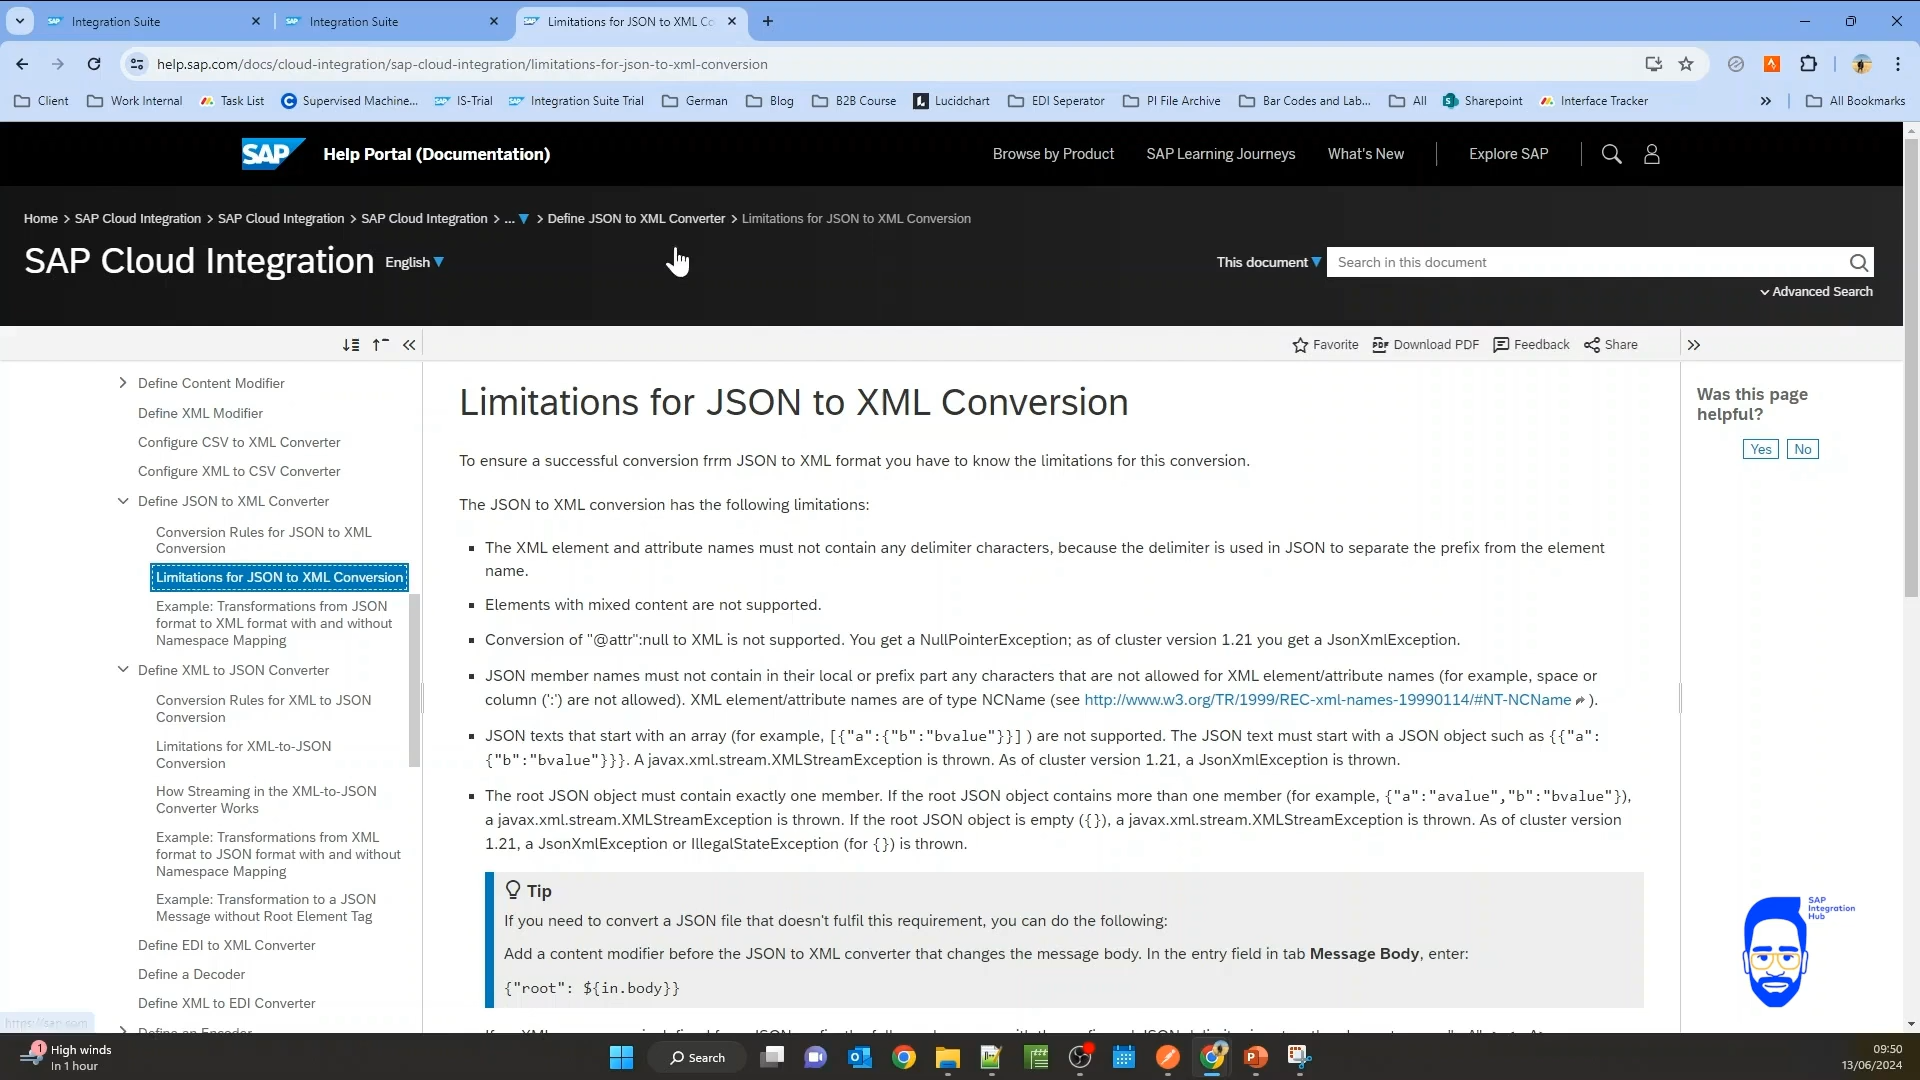 Integration Suite
Integration Suite
Limitations for JSON to XML Co
help.sap.com/docs/cloud-integration/sap-cloud-integration/limitations-for-json-to-xml-conversion
Client
Work Internal
Task List
Supervised Machine...
IS-Trial
Integration Suite Trial
German
Blog
B2B Course
Lucidchart
EDI Seperator
PI File Archive
Bar Codes and Lab...
All
Sharepoint
Interface Tracker
All Bookmarks
SAP
Help Portal (Documentation)
Browse by Product
SAP Learning Journeys
What's New
Explore SAP
Home > SAP Cloud Integration > SAP Cloud Integration > SAP Cloud Integration > ... > Define JSON to XML Converter > Limitations for JSON to XML Conversion
SAP Cloud Integration
English
This document
Search in this document
Advanced Search
Favorite
Download PDF
Feedback
Share
Define Content Modifier
Define XML Modifier
Configure CSV to XML Converter
Configure XML to CSV Converter
Define JSON to XML Converter
Conversion Rules for JSON to XML
Conversion
Limitations for JSON to XML Conversion
Example: Transformations from JSON
format to XML format with and without
Namespace Mapping
Define XML to JSON Converter
Conversion Rules for XML to JSON
Conversion
Limitations for XML-to-JSON
Conversion
How Streaming in the XML-to-JSON
Converter Works
Example: Transformations from XML
format to JSON format with and without
Namespace Mapping
Example: Transformation to a JSON
Message without Root Element Tag
Define EDI to XML Converter
Define a Decoder
Define XML to EDI Converter
Define an Encoder
https://sap.com
Limitations for JSON to XML Conversion
To ensure a successful conversion frrm JSON to XML format you have to know the limitations for this conversion.
The JSON to XML conversion has the following limitations:
The XML element and attribute names must not contain any delimiter characters, because the delimiter is used in JSON to separate the prefix from the element
name.
Elements with mixed content are not supported.
Conversion of "@attr":null to XML is not supported. You get a NullPointerException; as of cluster version 1.21 you get a JsonXmlException.
JSON member names must not contain in their local or prefix part any characters that are not allowed for XML element/attribute names (for example, space or
column (':') are not allowed). XML element/attribute names are of type NCName (see http://www.w3.org/TR/1999/REC-xml-names-19990114/#NT-NCName ).
JSON texts that start with an array (for example, [{"a":{"b":"bvalue"}}] ) are not supported. The JSON text must start with a JSON object such as {{"a":
{"b":"bvalue"}}}. A javax.xml.stream.XMLStreamException is thrown. As of cluster version 1.21, a JsonXmlException is thrown.
The root JSON object must contain exactly one member. If the root JSON object contains more than one member (for example, {"a":"avalue","b":"bvalue"}),
a javax.xml.stream.XMLStreamException is thrown. If the root JSON object is empty ({}), a javax.xml.stream.XMLStreamException is thrown. As of cluster version
1.21, a JsonXmlException or IllegalStateException (for {}) is thrown.
Tip
If you need to convert a JSON file that doesn't fulfil this requirement, you can do the following:
Add a content modifier before the JSON to XML converter that changes the message body. In the entry field in tab Message Body, enter:
{"root": ${in.body}}
Was this page
helpful?
Yes
No
SAP
Integration
Hub
1
High winds
In 1 hour
Search
09:50
13/06/2024